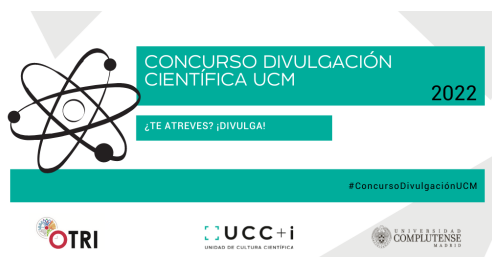 CONCURSO DIVULGACIÓN
CIENTÍFICA UCM
2022
¿TE ATREVES? ¡DIVULGA!
#ConcursoDivulgaciónUCM
OTRI
UCC+i
UNIDAD DE CULTURA CIENTÍFICA
UNIVERSIDAD
COMPLUTENSE
MADRID